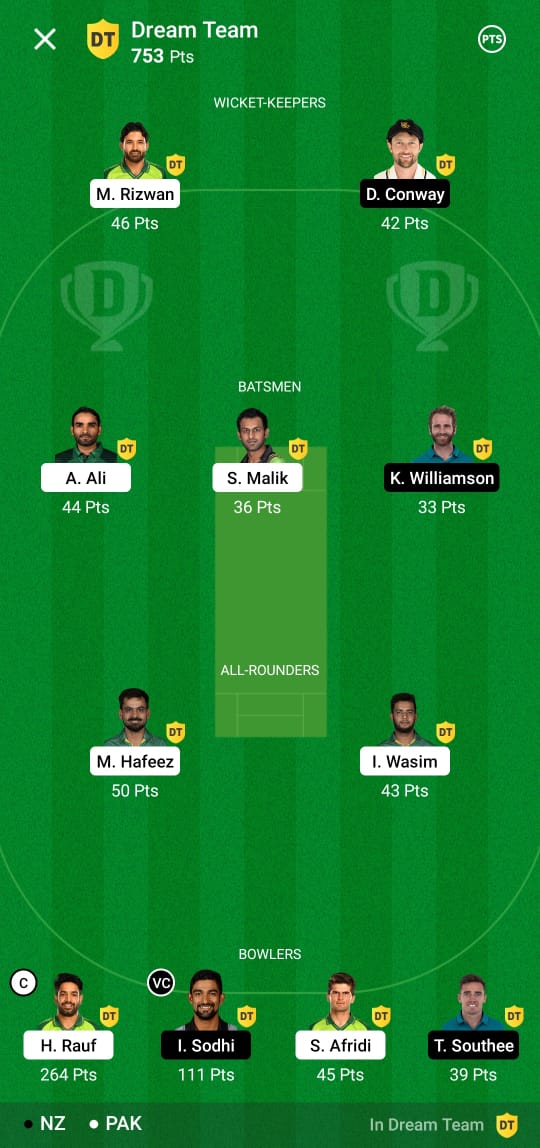 DT Dream Team
753 Pts
PTS
WICKET-KEEPERS
DT DT
M. Rizwan D. Conway
46 Pts 42 Pts
D D
BATSMEN
DT DT DT
A. Ali S. Malik K. Williamson
44 Pts 36 Pts 33 Pts
ALL-ROUNDERS
DT DT
M. Hafeez I. Wasim
50 Pts 43 Pts
BOWLERS
C VC
DT DT DT DT
H. Rauf I. Sodhi S. Afridi T. Southee
264 Pts 111 Pts 45 Pts 39 Pts
NZ PAK In Dream Team DT